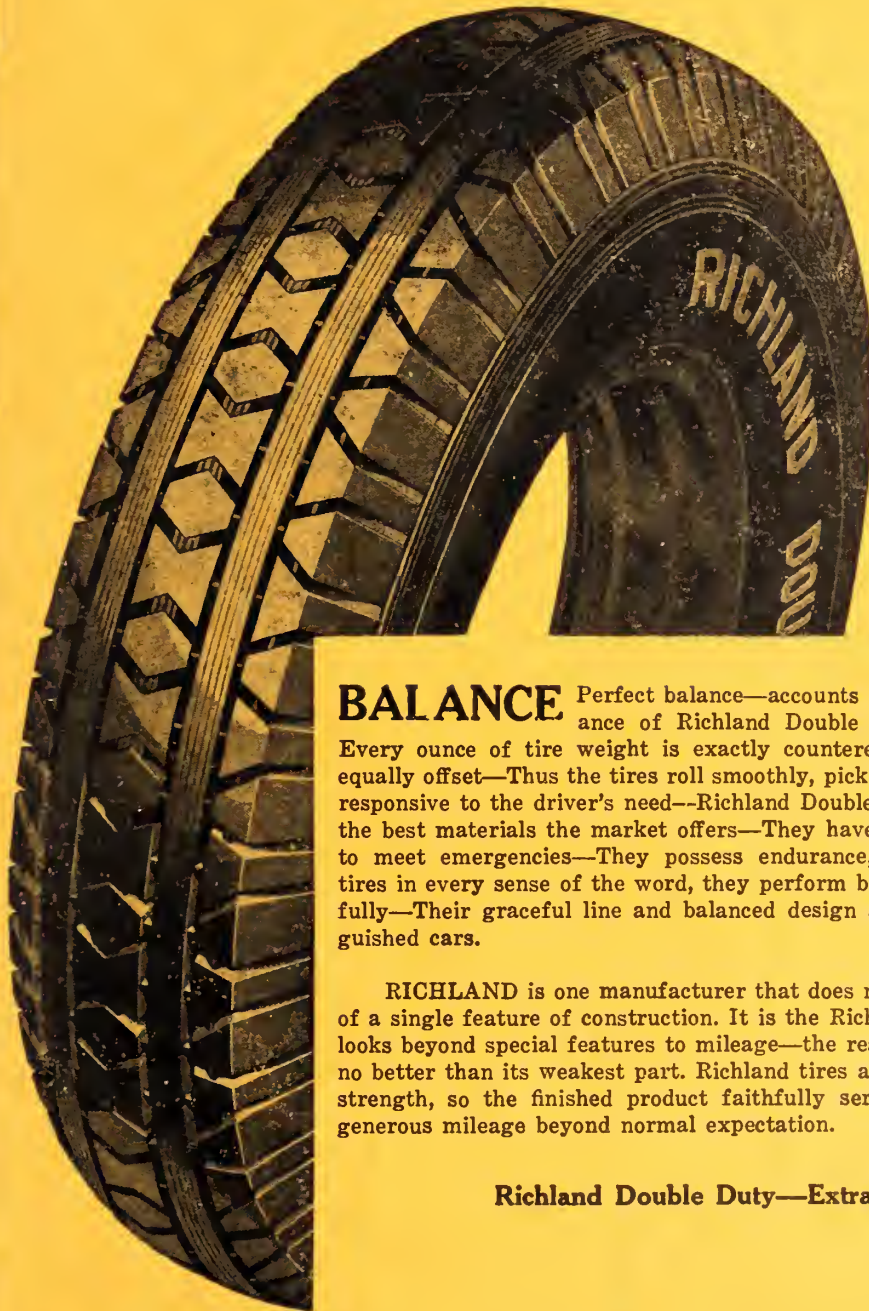 RICHLAND DOU
BALANCE Perfect balance—accounts
ance of Richland Double
Every ounce of tire weight is exactly countere
equally offset—Thus the tires roll smoothly, pick
responsive to the driver's need--Richland Double
the best materials the market offers—They have
to meet emergencies—They possess endurance,
tires in every sense of the word, they perform b
fully—Their graceful line and balanced design
guished cars.
RICHLAND is one manufacturer that does
of a single feature of construction. It is the Rich
looks beyond special features to mileage—the re
no better than its weakest part. Richland tires a
strength, so the finished product faithfully ser
generous mileage beyond normal expectation.
Richland Double Duty—Extra